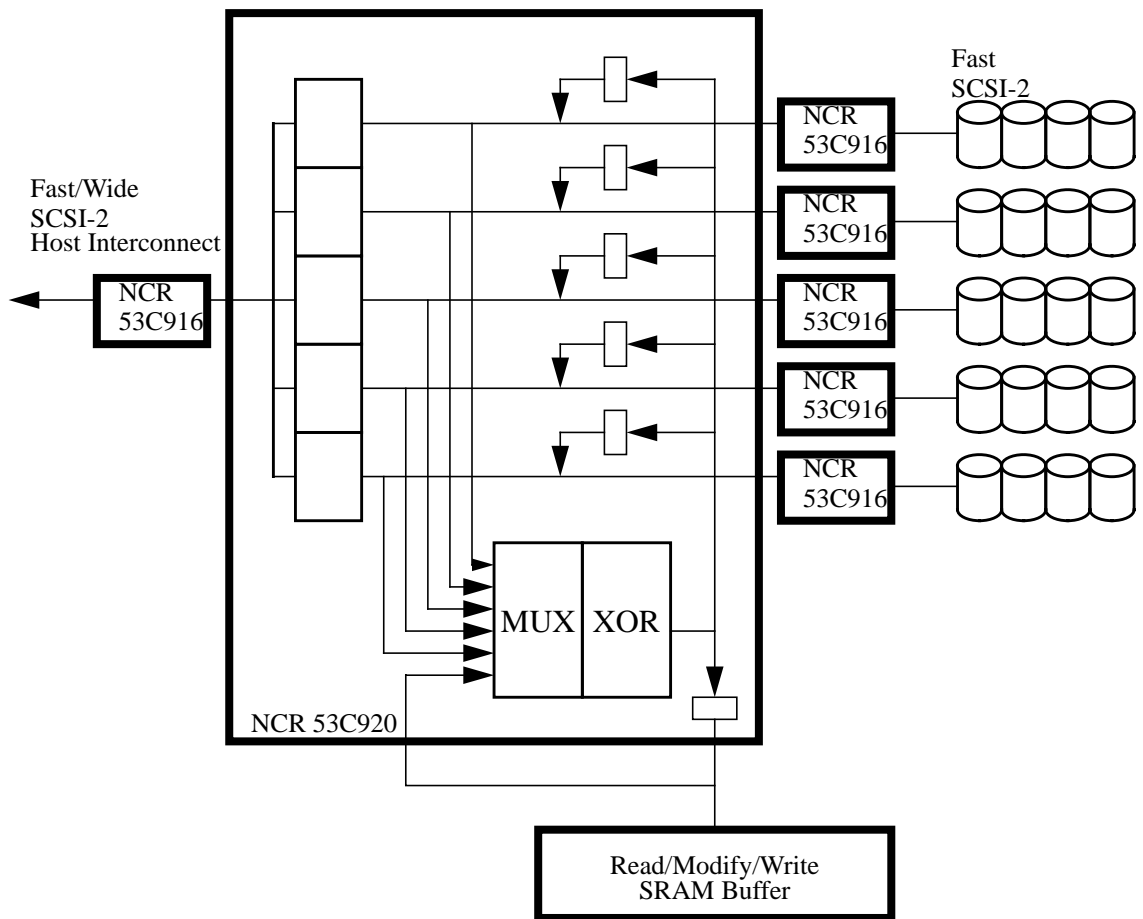 Fast
SCSI-2
NCR
53C916
NCR
53C916
Fast/Wide
SCSI-2
Host Interconnect
NCR
53C916
NCR
53C916
NCR
53C916
NCR
53C916
MUX
XOR
NCR 53C920
Read/Modify/Write
SRAM Buffer